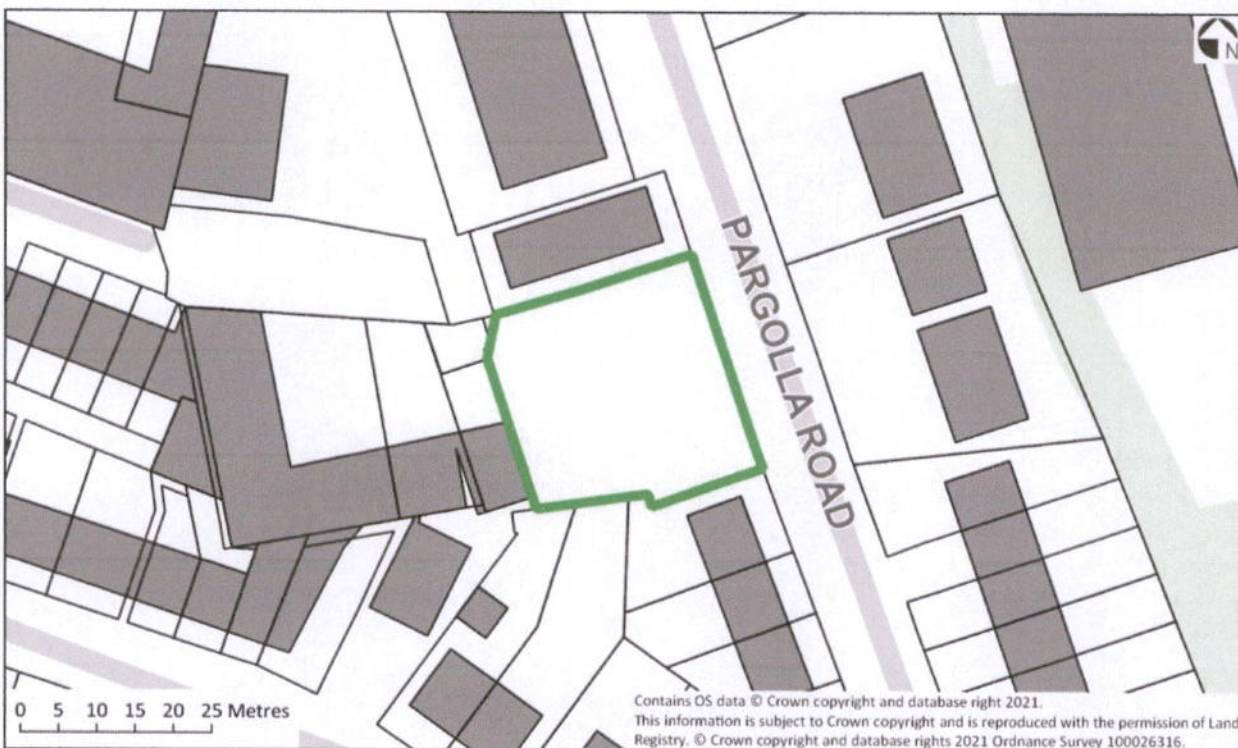 N
PARGOLLA ROAD
0 5 10 15 20 25 Metres
Contains OS data © Crown copyright and database right 2021.
This information is subject to Crown copyright and is reproduced with the permission of Land
Registry. © Crown copyright and database rights 2021 Ordnance Survey 100026316.